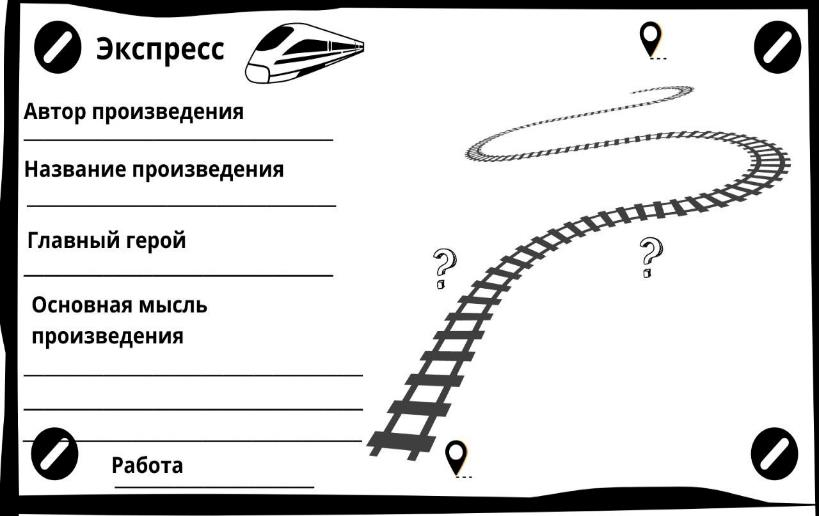 Экспресс
Автор произведения
Название произведения
Главный герой
Основная мысль
произведения
Работа
?
?